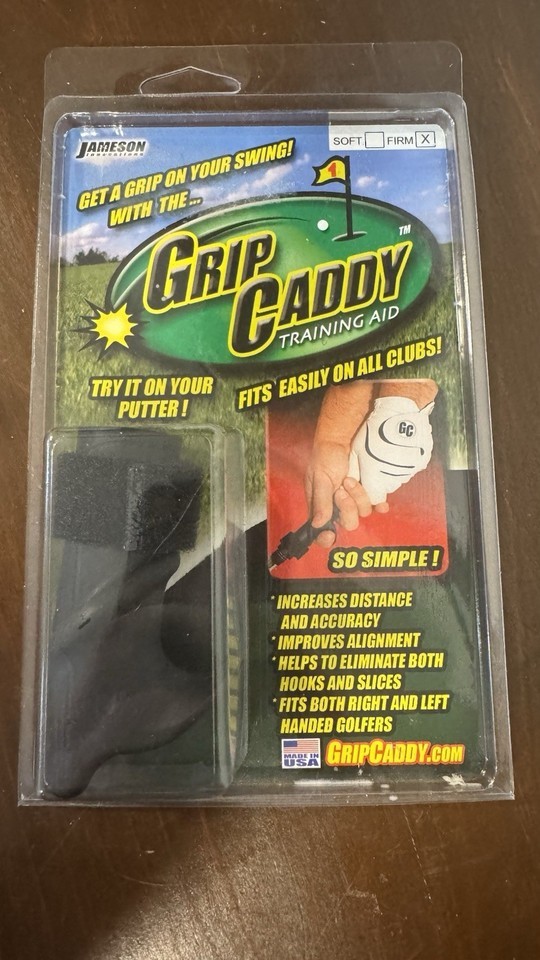 JAMESON
innovations
SOFT FIRM X
GET A GRIP ON YOUR SWING!
WITH THE...
1
GRIP
CADDY
TM
TRAINING AID
TRY IT ON YOUR
PUTTER!
FITS EASILY ON ALL CLUBS!
GC
SO SIMPLE!
* INCREASES DISTANCE
AND ACCURACY
* IMPROVES ALIGNMENT
* HELPS TO ELIMINATE BOTH
HOOKS AND SLICES
* FITS BOTH RIGHT AND LEFT
HANDED GOLFERS
MADE IN
USA
GRIPCADDY.COM